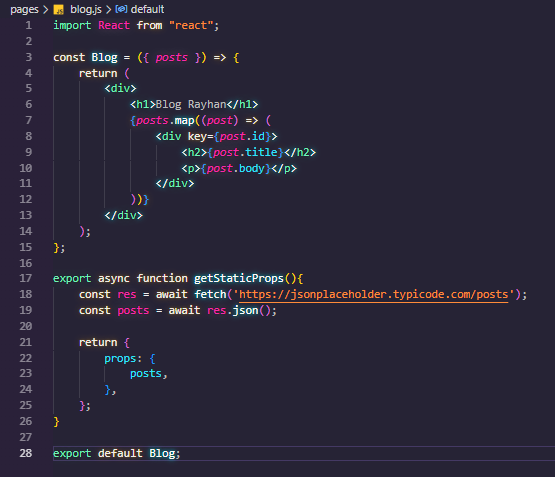 pages > JS blog.js > default
1 import React from "react";
2
3 const Blog = ({ posts }) => {
4 return (
5 <div>
6 <h1>Blog Rayhan</h1>
7 {posts.map((post) => (
8 <div key={post.id}>
9 <h2>{post.title}</h2>
10 <p>{post.body}</p>
11 </div>
12 ))}
13 </div>
14 );
15 };
16
17 export async function getStaticProps(){
18 const res = await fetch('https://jsonplaceholder.typicode.com/posts');
19 const posts = await res.json();
20
21 return {
22 props: {
23 posts,
24 },
25 };
26 }
27
28 export default Blog;